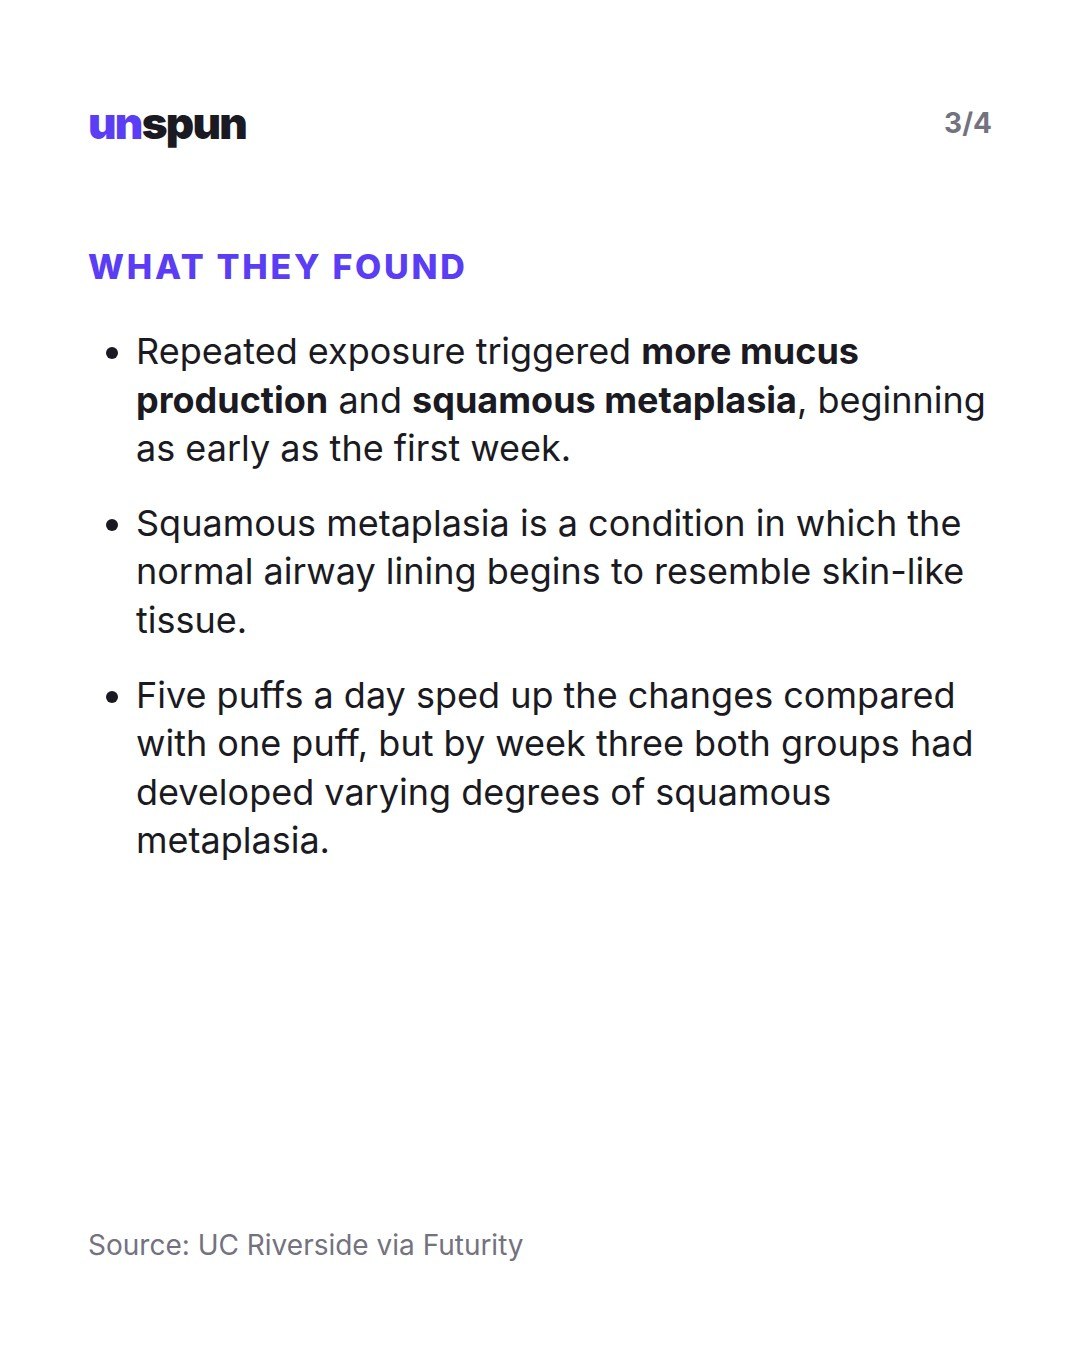 unspun
3/4
WHAT THEY FOUND
• Repeated exposure triggered more mucus
production and squamous metaplasia, beginning
as early as the first week.
• Squamous metaplasia is a condition in which the
normal airway lining begins to resemble skin-like
tissue.
• Five puffs a day sped up the changes compared
with one puff, but by week three both groups had
developed varying degrees of squamous
metaplasia.
Source: UC Riverside via Futurity